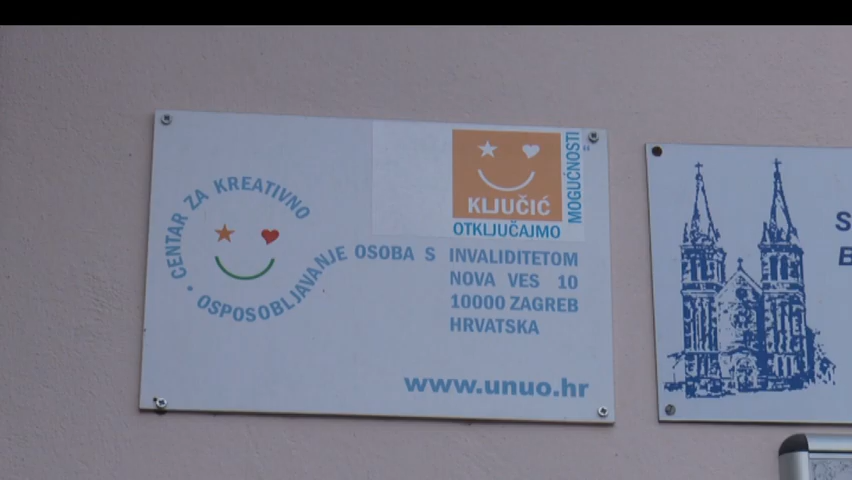 KLJUČIĆ
OTKLJUČAJMO
MOGUĆNOSTI
CENTAR ZA KREATIVNO
• OSPOSOBLJAVANJE OSOBA S INVALIDITETOM
NOVA VES 10
10000 ZAGREB
HRVATSKA
www.unuo.hr
S
B